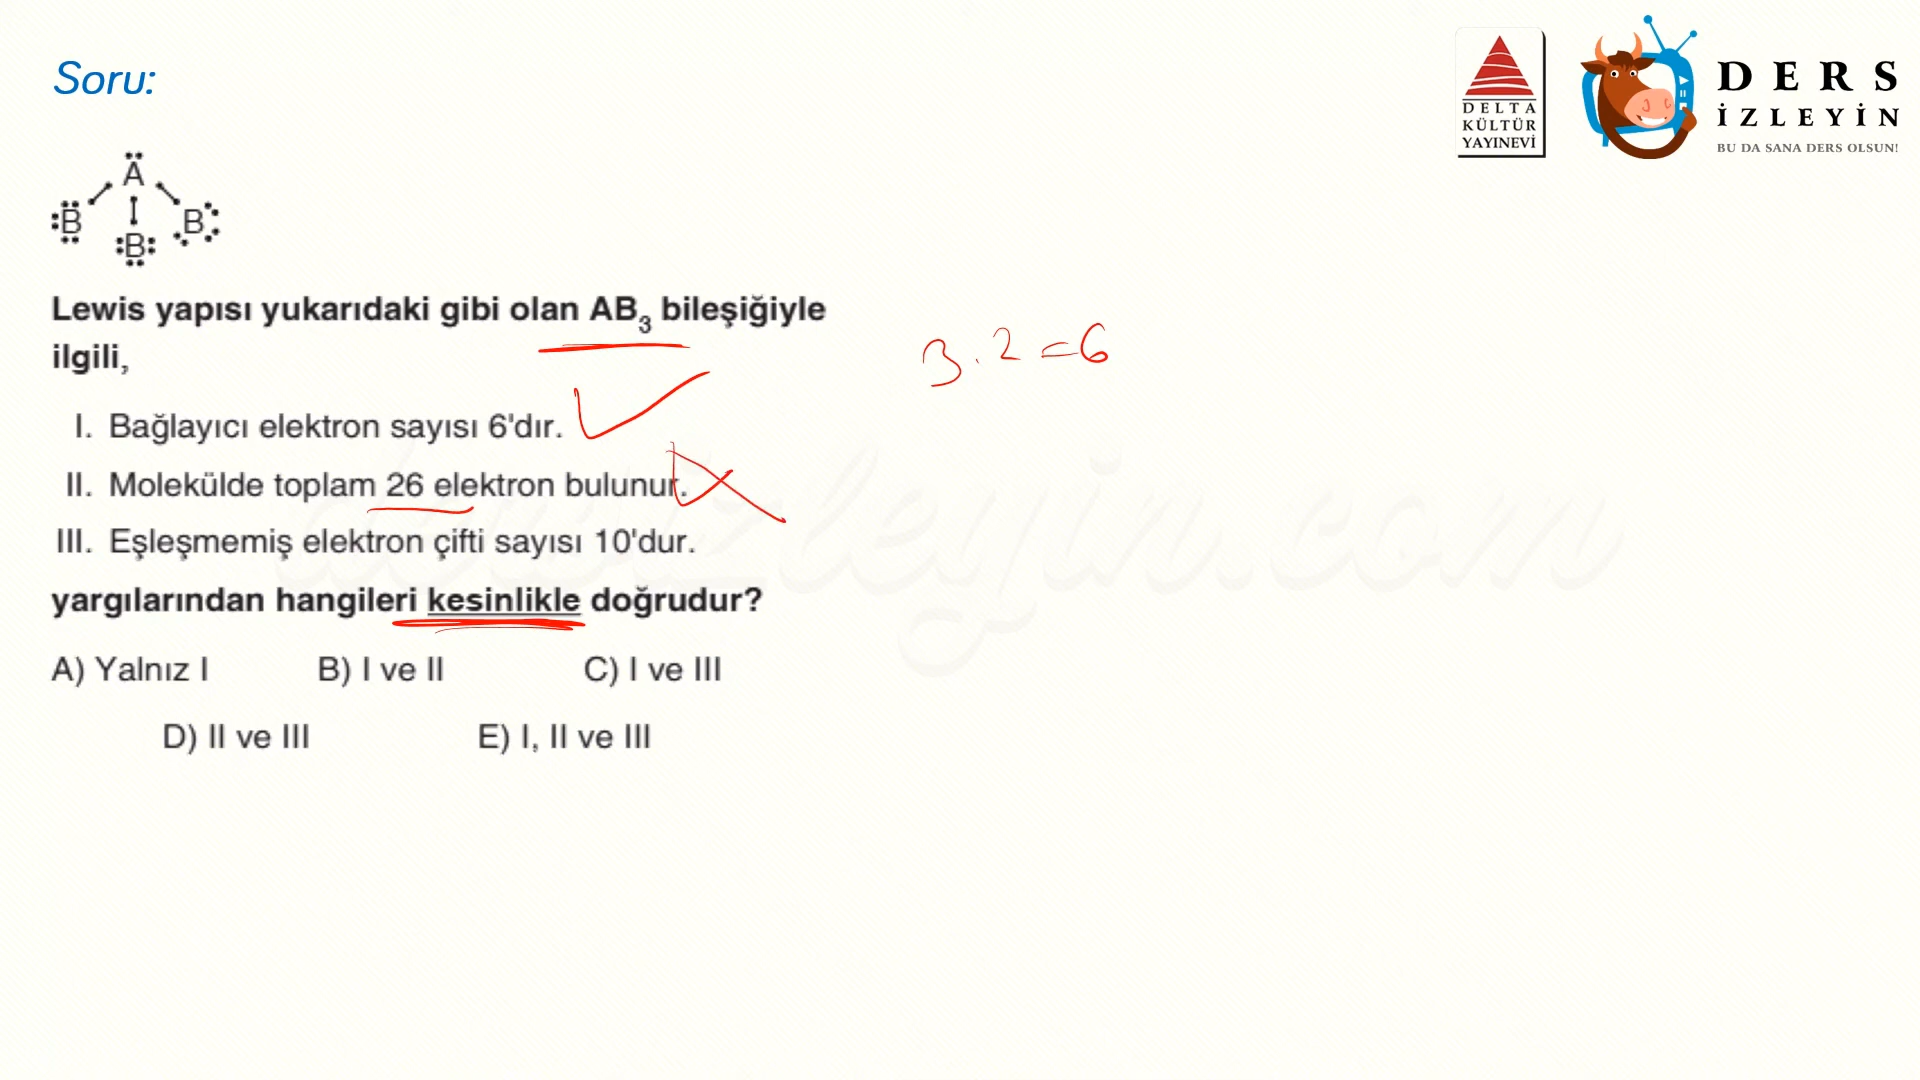 Soru:
DELTA
KÜLTÜR
YAYINEVİ
DERS
İZLEYİN
BU DA SANA DERS OLSUN!
A
B B
B
Lewis yapısı yukarıdaki gibi olan AB₃ bileşiğiyle
ilgili,
3.2=6
I. Bağlayıcı elektron sayısı 6'dır.
II. Molekülde toplam 26 elektron bulunur.
III. Eşleşmemiş elektron çifti sayısı 10'dur.
yargılarından hangileri kesinlikle doğrudur?
A) Yalnız I B) I ve II C) I ve III
D) II ve III E) I, II ve III
dersizleyin.com